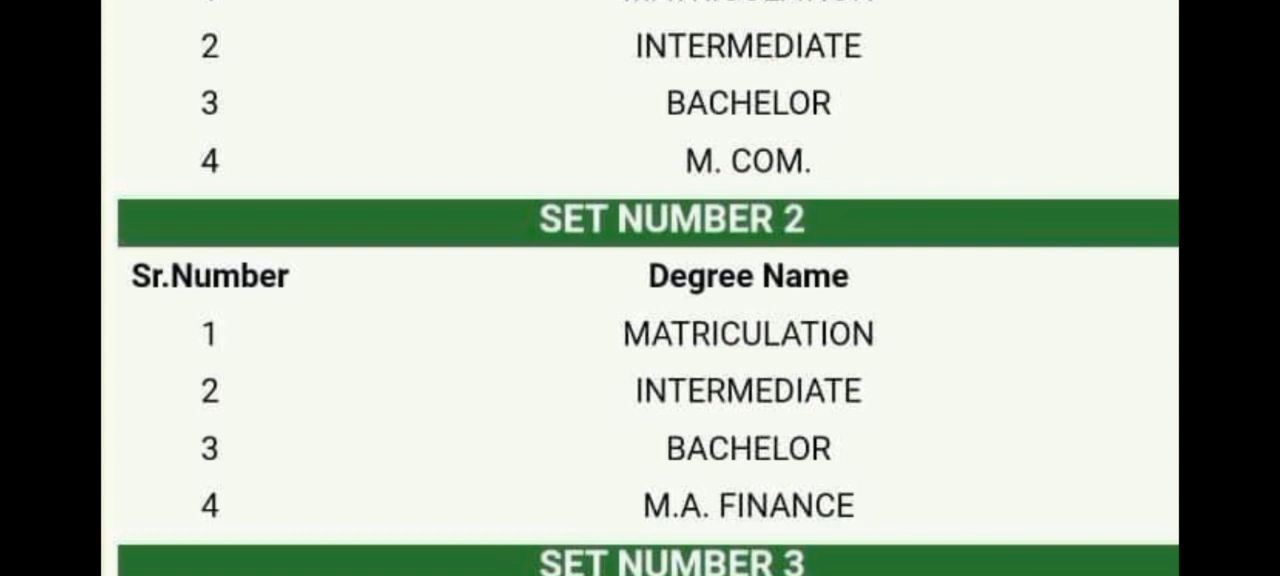 2 INTERMEDIATE
3 BACHELOR
4 M. COM.
SET NUMBER 2
Sr.Number Degree Name
1 MATRICULATION
2 INTERMEDIATE
3 BACHELOR
4 M.A. FINANCE
SET NUMBER 3